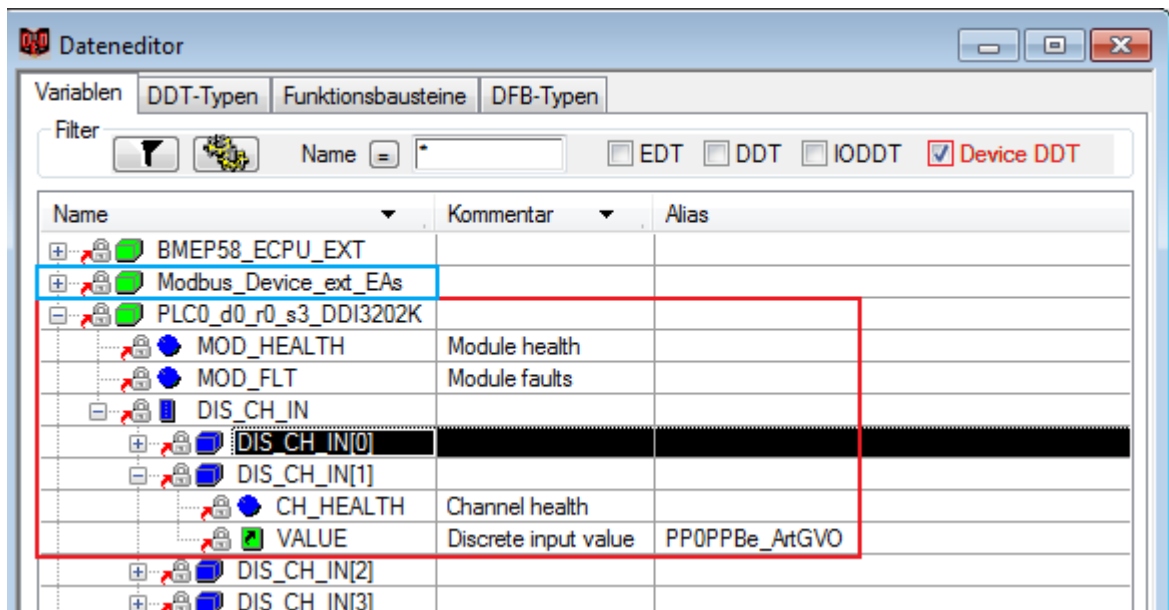 Dateneditor
Variablen DDT-Typen Funktionsbausteine DFB-Typen
Filter
Name = * EDT DDT IODDT Device DDT
Name Kommentar Alias
BMEP58_ECPU_EXT
Modbus_Device_ext_EAs
PLC0_d0_r0_s3_DDI3202K
MOD_HEALTH Module health
MOD_FLT Module faults
DIS_CH_IN
DIS_CH_IN[0]
DIS_CH_IN[1]
CH_HEALTH Channel health
VALUE Discrete input value PP0PPBe_ArtGVO
DIS_CH_IN[2]
DIS_CH_IN[3]